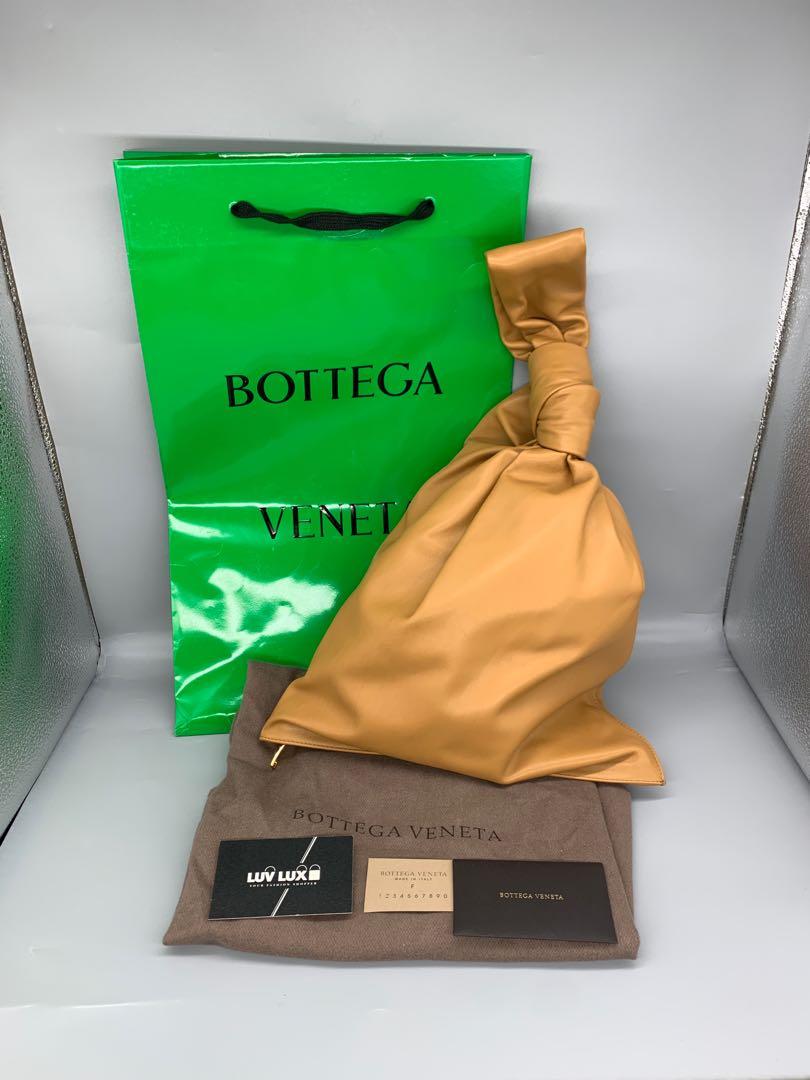 BOTTEGA
VENETA
BOTTEGA VENETA
LUV LUX
YOUR FASHION SHOPPER
BOTTEGA VENETA
MADE IN ITALY
F
1 2 3 4 5 6 7 8 9 0
BOTTEGA VENETA